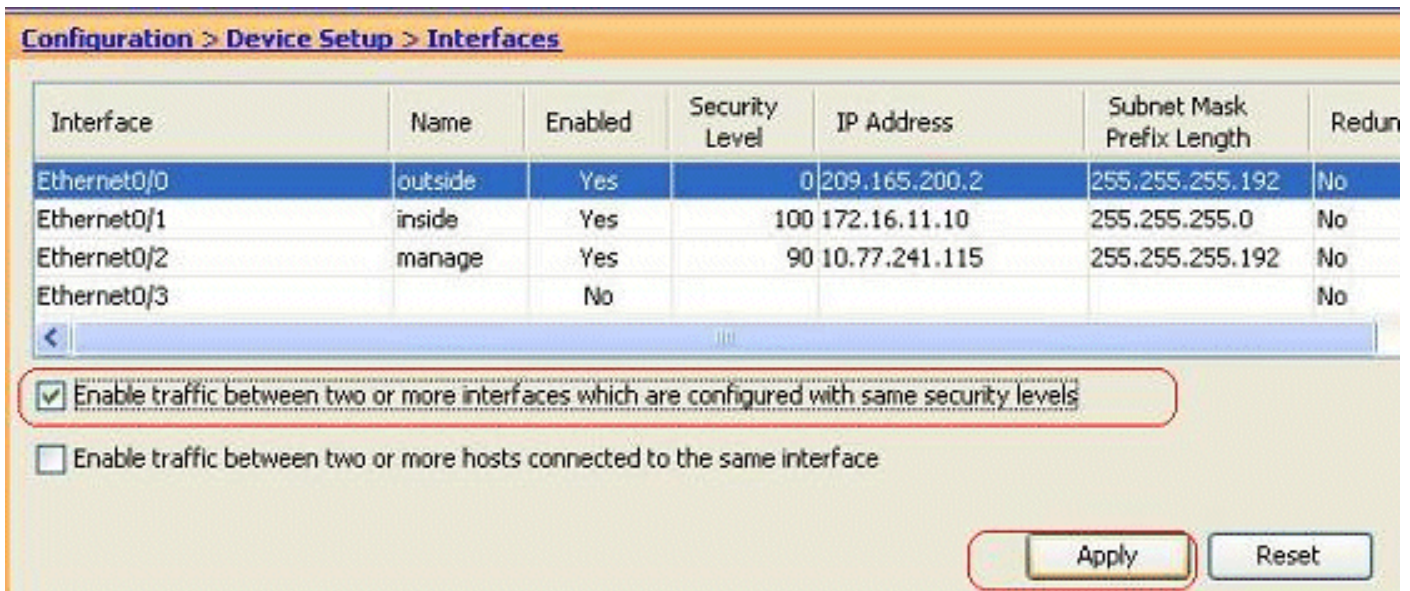 Configuration > Device Setup > Interfaces
Interface Name Enabled Security Level IP Address Subnet Mask Prefix Length Redun
Ethernet0/0 outside Yes 0 209.165.200.2 255.255.255.192 No
Ethernet0/1 inside Yes 100 172.16.11.10 255.255.255.0 No
Ethernet0/2 manage Yes 90 10.77.241.115 255.255.255.192 No
Ethernet0/3 No No
Enable traffic between two or more interfaces which are configured with same security levels
Enable traffic between two or more hosts connected to the same interface
Apply Reset